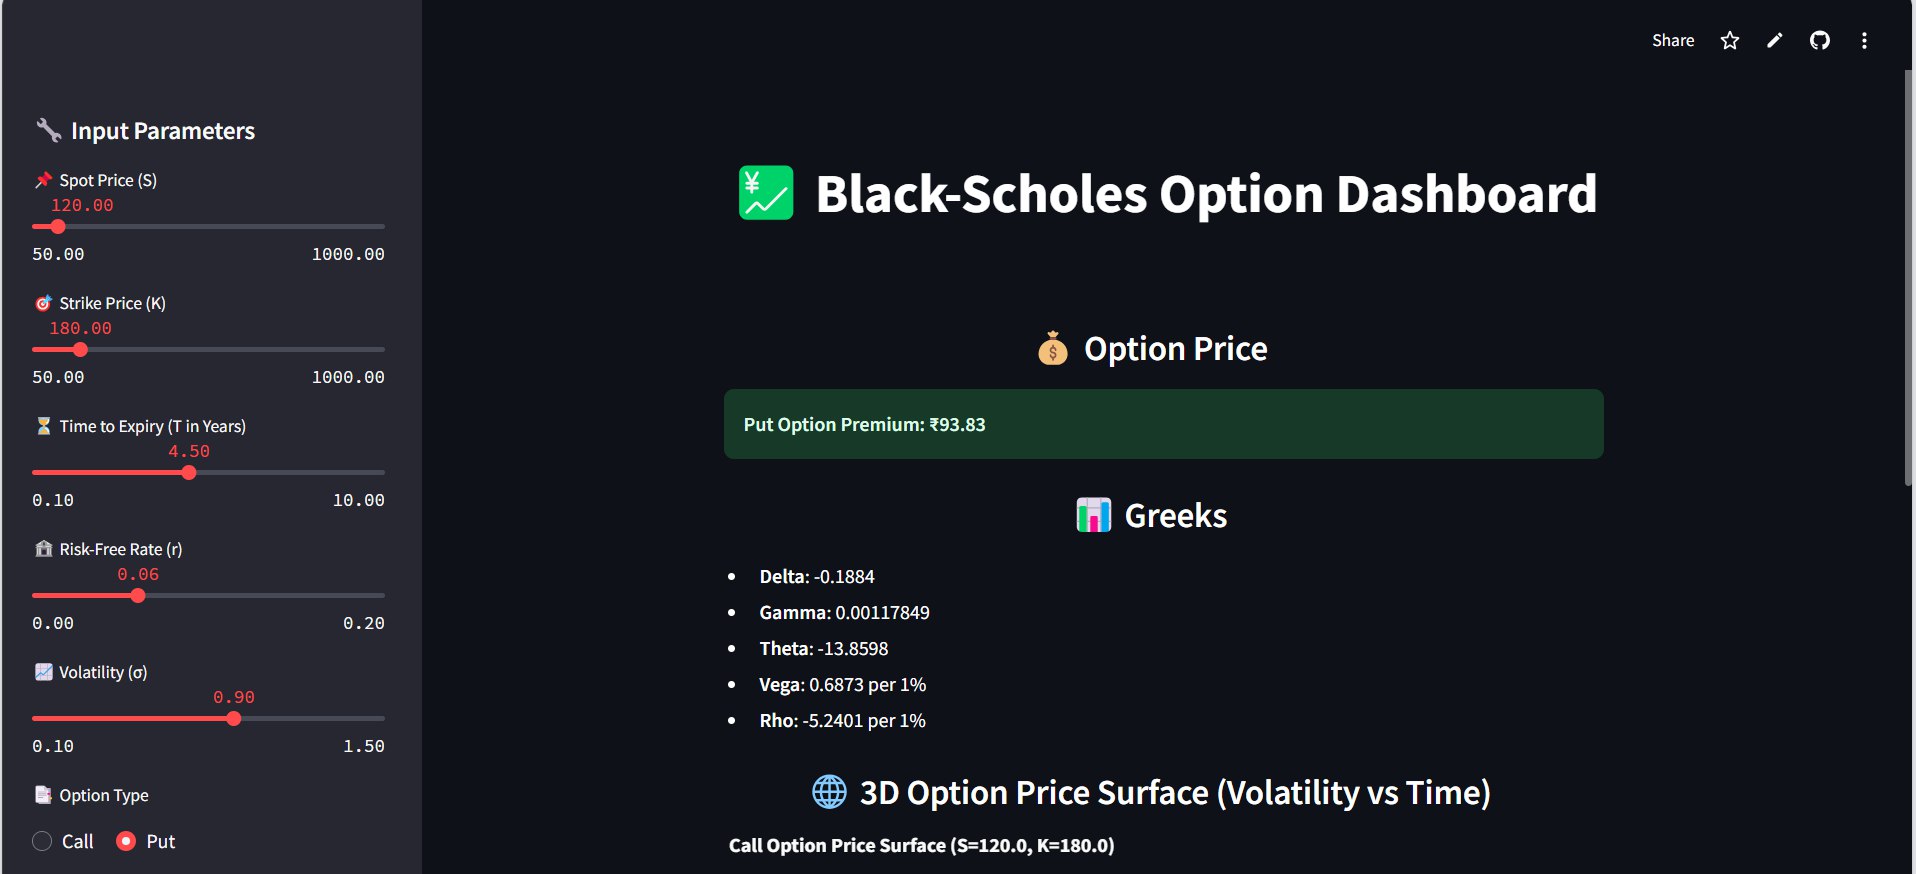 Share
Input Parameters
Spot Price (S)
120.00
50.00 1000.00
Strike Price (K)
180.00
50.00 1000.00
Time to Expiry (T in Years)
4.50
0.10 10.00
Risk-Free Rate (r)
0.06
0.00 0.20
Volatility (σ)
0.90
0.10 1.50
Option Type
Call Put
Black-Scholes Option Dashboard
Option Price
Put Option Premium: ₹93.83
Greeks
Delta: -0.1884
Gamma: 0.00117849
Theta: -13.8598
Vega: 0.6873 per 1%
Rho: -5.2401 per 1%
3D Option Price Surface (Volatility vs Time)
Call Option Price Surface (S=120.0, K=180.0)